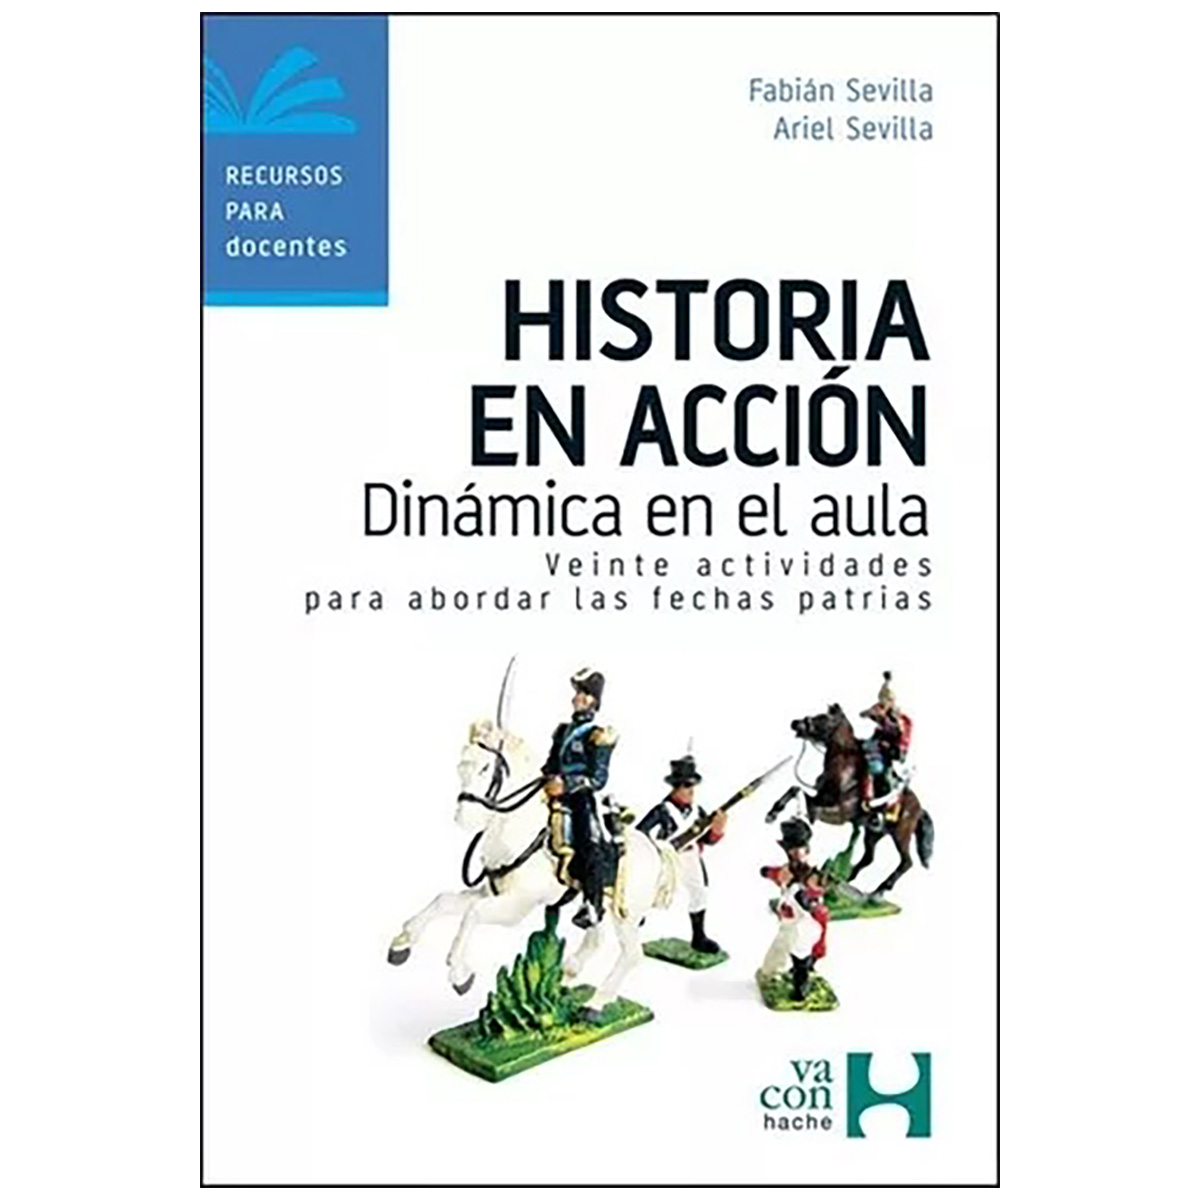 Fabián Sevilla
Ariel Sevilla
RECURSOS
PARA
docentes
HISTORIA
EN ACCIÓN
Dinámica en el aula
Veinte actividades
para abordar las fechas patrias
va
con
hache